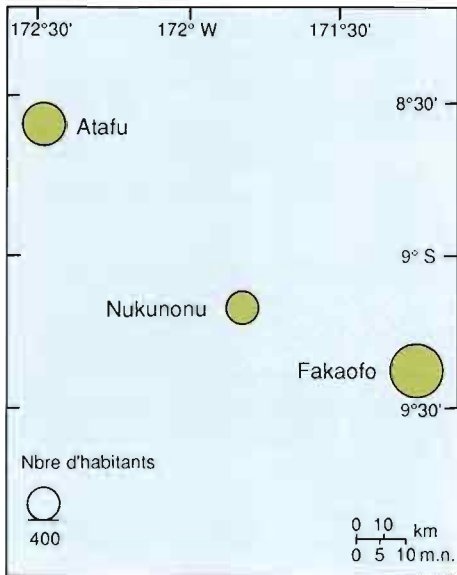 172°30' 172° W 171°30'
8°30'
Atafu
9° S
Nukunonu
Fakaofo
9°30'
Nbre d'habitants
400
0 10 km
0 5 10 m.n.